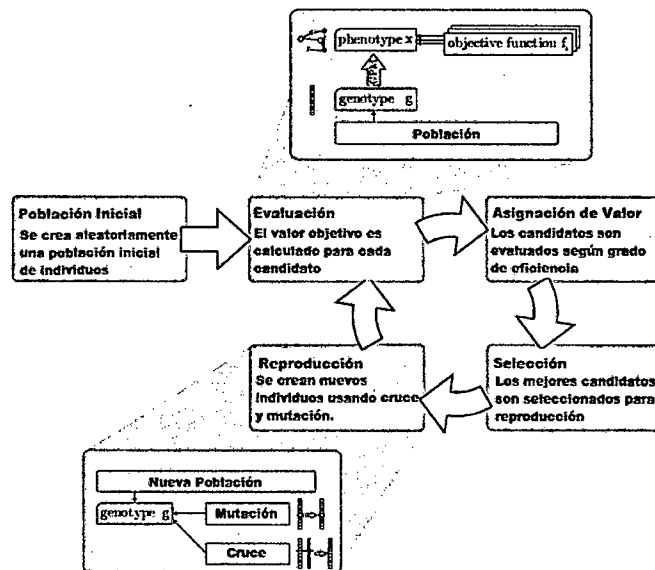 phenotype x
objective function f
GPM
genotype g
Población
Población Inicial
Se crea aleatoriamente
una población inicial
de individuos
Evaluación
El valor objetivo es
calculado para cada
candidato
Asignación de Valor
Los candidatos son
evaluados según grado
de eficiencia
Reproducción
Se crean nuevos
individuos usando cruce
y mutación.
Selección
Los mejores candidatos
son seleccionados para
reproducción
Nueva Población
genotype g
Mutación
Cruce